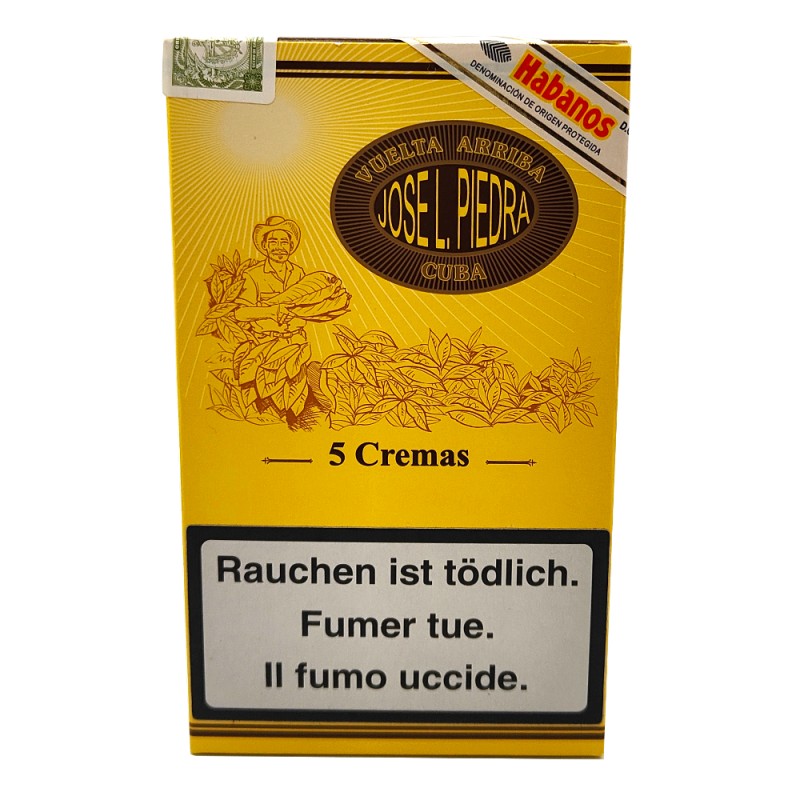 Habanos
DENOMINACIÓN DE ORIGEN PROTEGIDA
VUELTA ARRIBA
JOSE L. PIEDRA
CUBA
5 Cremas
Rauchen ist tödlich.
Fumer tue.
Il fumo uccide.